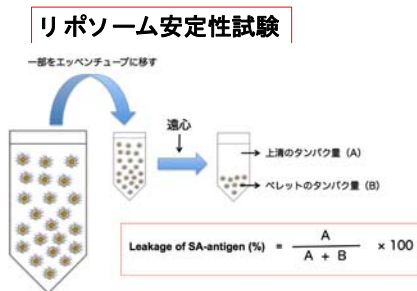 リポソーム安定性試験
一部をエッペンチューブに移す
遠心
上清のタンパク量（A）
ペレットのタンパク量（B）
Leakage of SA-antigen (%) = A / A + B × 100